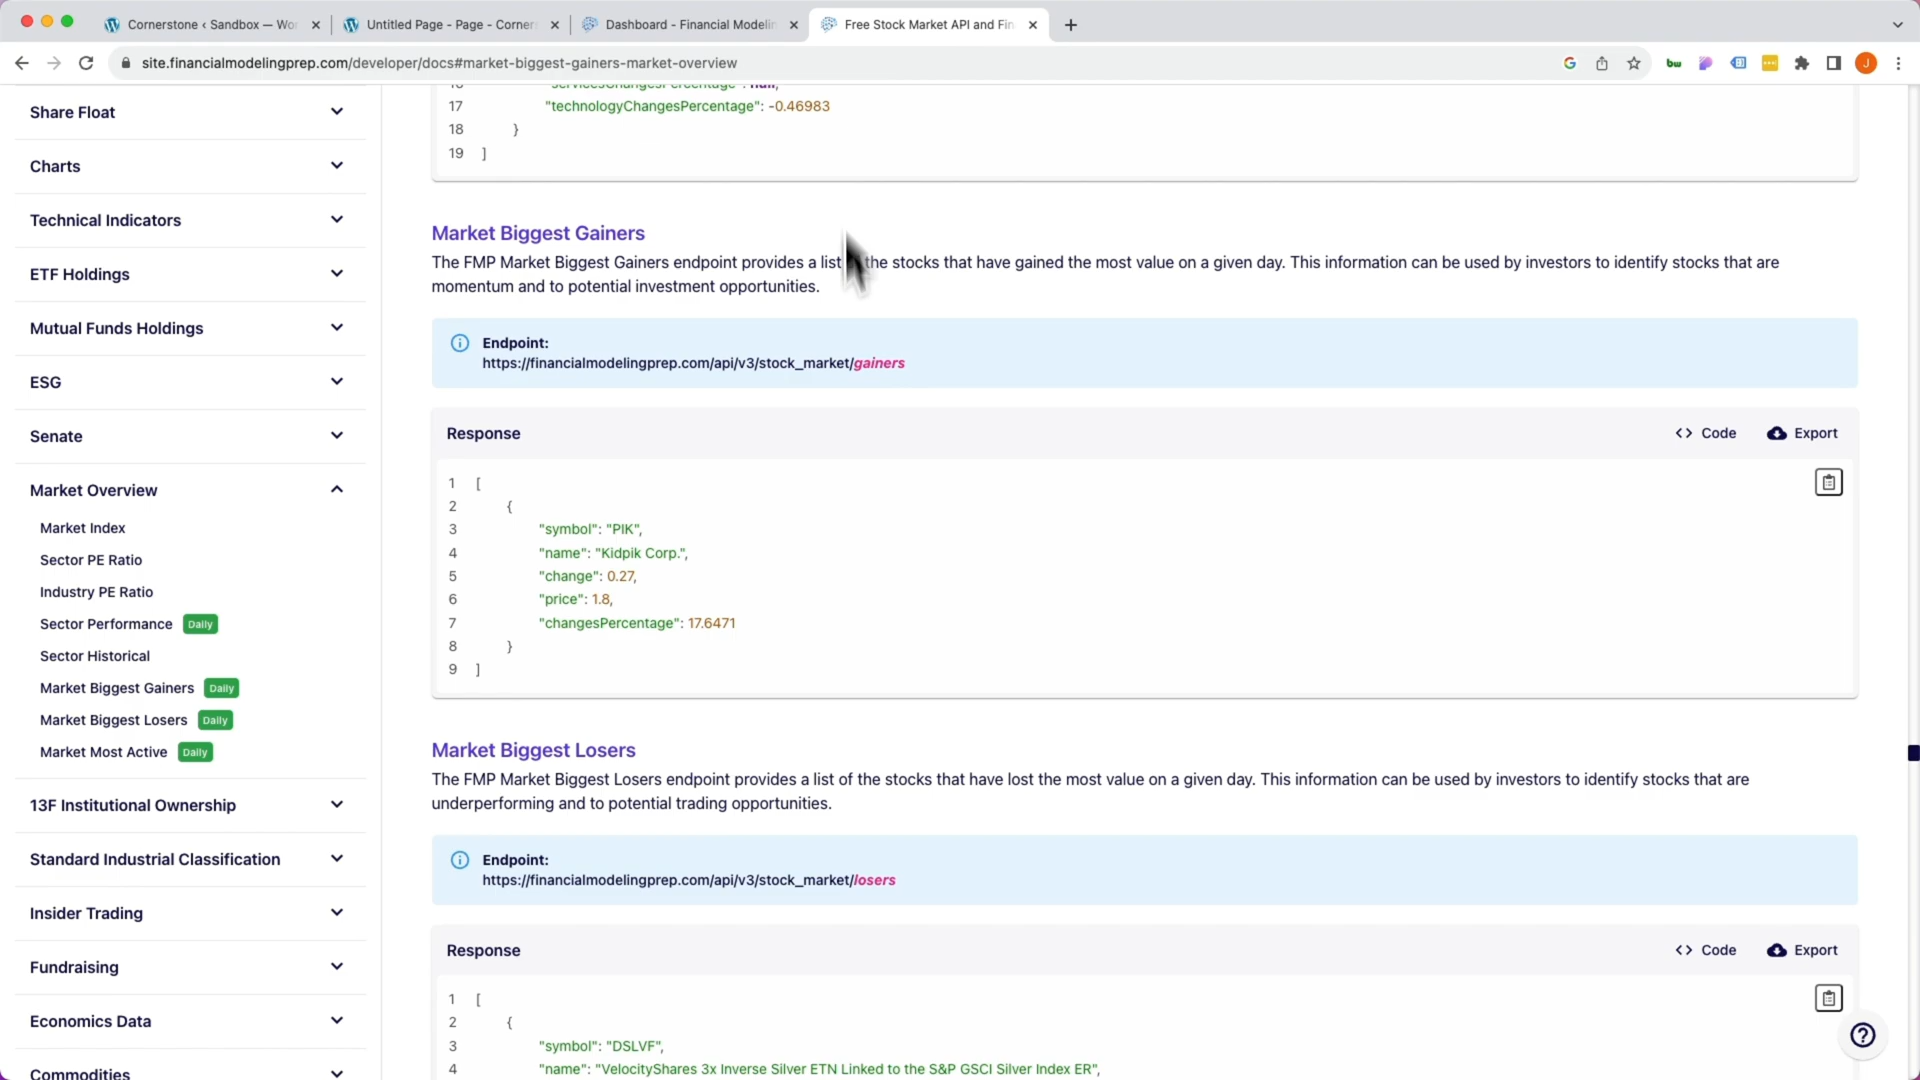 Cornerstone ‹ Sandbox — Wor
Untitled Page - Page - Corner
Dashboard - Financial Modelin
Free Stock Market API and Fin
site.financialmodelingprep.com/developer/docs#market-biggest-gainers-market-overview
bw
J
Share Float
Charts
Technical Indicators
ETF Holdings
Mutual Funds Holdings
ESG
Senate
Market Overview
Market Index
Sector PE Ratio
Industry PE Ratio
Sector Performance Daily
Sector Historical
Market Biggest Gainers Daily
Market Biggest Losers Daily
Market Most Active Daily
13F Institutional Ownership
Standard Industrial Classification
Insider Trading
Fundraising
Economics Data
Commodities
16 "servicesChangesPercentage": null,
17 "technologyChangesPercentage": -0.46983
18 }
19 ]
Market Biggest Gainers
The FMP Market Biggest Gainers endpoint provides a list the stocks that have gained the most value on a given day. This information can be used by investors to identify stocks that are
momentum and to potential investment opportunities.
Endpoint:
https://financialmodelingprep.com/api/v3/stock_market/gainers
Response
<> Code
Export
1 [
2 {
3 "symbol": "PIK",
4 "name": "Kidpik Corp.",
5 "change": 0.27,
6 "price": 1.8,
7 "changesPercentage": 17.6471
8 }
9 ]
Market Biggest Losers
The FMP Market Biggest Losers endpoint provides a list of the stocks that have lost the most value on a given day. This information can be used by investors to identify stocks that are
underperforming and to potential trading opportunities.
Endpoint:
https://financialmodelingprep.com/api/v3/stock_market/losers
Response
<> Code
Export
1 [
2 {
3 "symbol": "DSLVF",
4 "name": "VelocityShares 3x Inverse Silver ETN Linked to the S&P GSCI Silver Index ER",